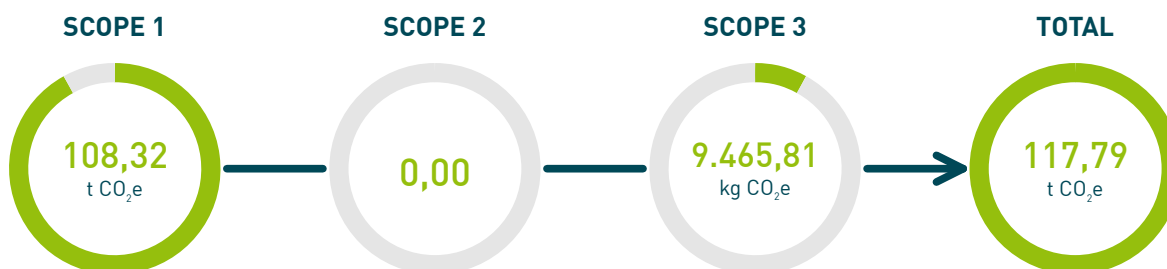 SCOPE 1
108,32
t CO₂e
SCOPE 2
0,00
SCOPE 3
9.465,81
kg CO₂e
TOTAL
117,79
t CO₂e